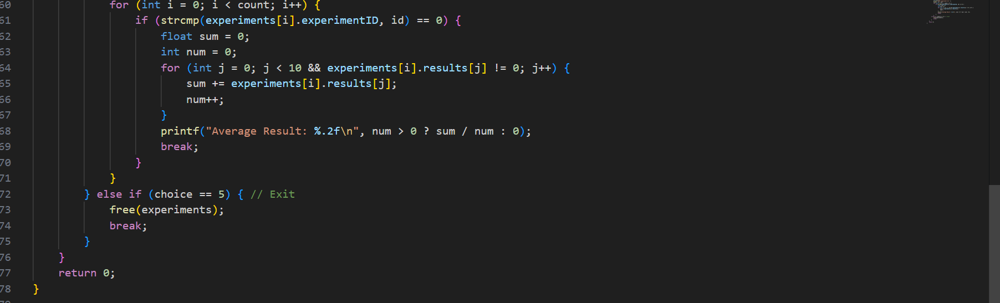 60 for (int i = 0; i < count; i++) {
61 if (strcmp(experiments[i].experimentID, id) == 0) {
62 float sum = 0;
63 int num = 0;
64 for (int j = 0; j < 10 && experiments[i].results[j] != 0; j++) {
65 sum += experiments[i].results[j];
66 num++;
67 }
68 printf("Average Result: %.2f\n", num > 0 ? sum / num : 0);
69 break;
70 }
71 }
72 } else if (choice == 5) { // Exit
73 free(experiments);
74 break;
75 }
76 }
77 return 0;
78 }